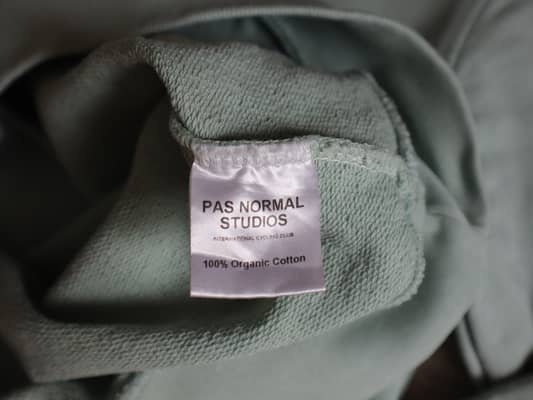 PAS NORMAL
STUDIOS
INTERNATIONAL CYCLING CLUB
100% Organic Cotton